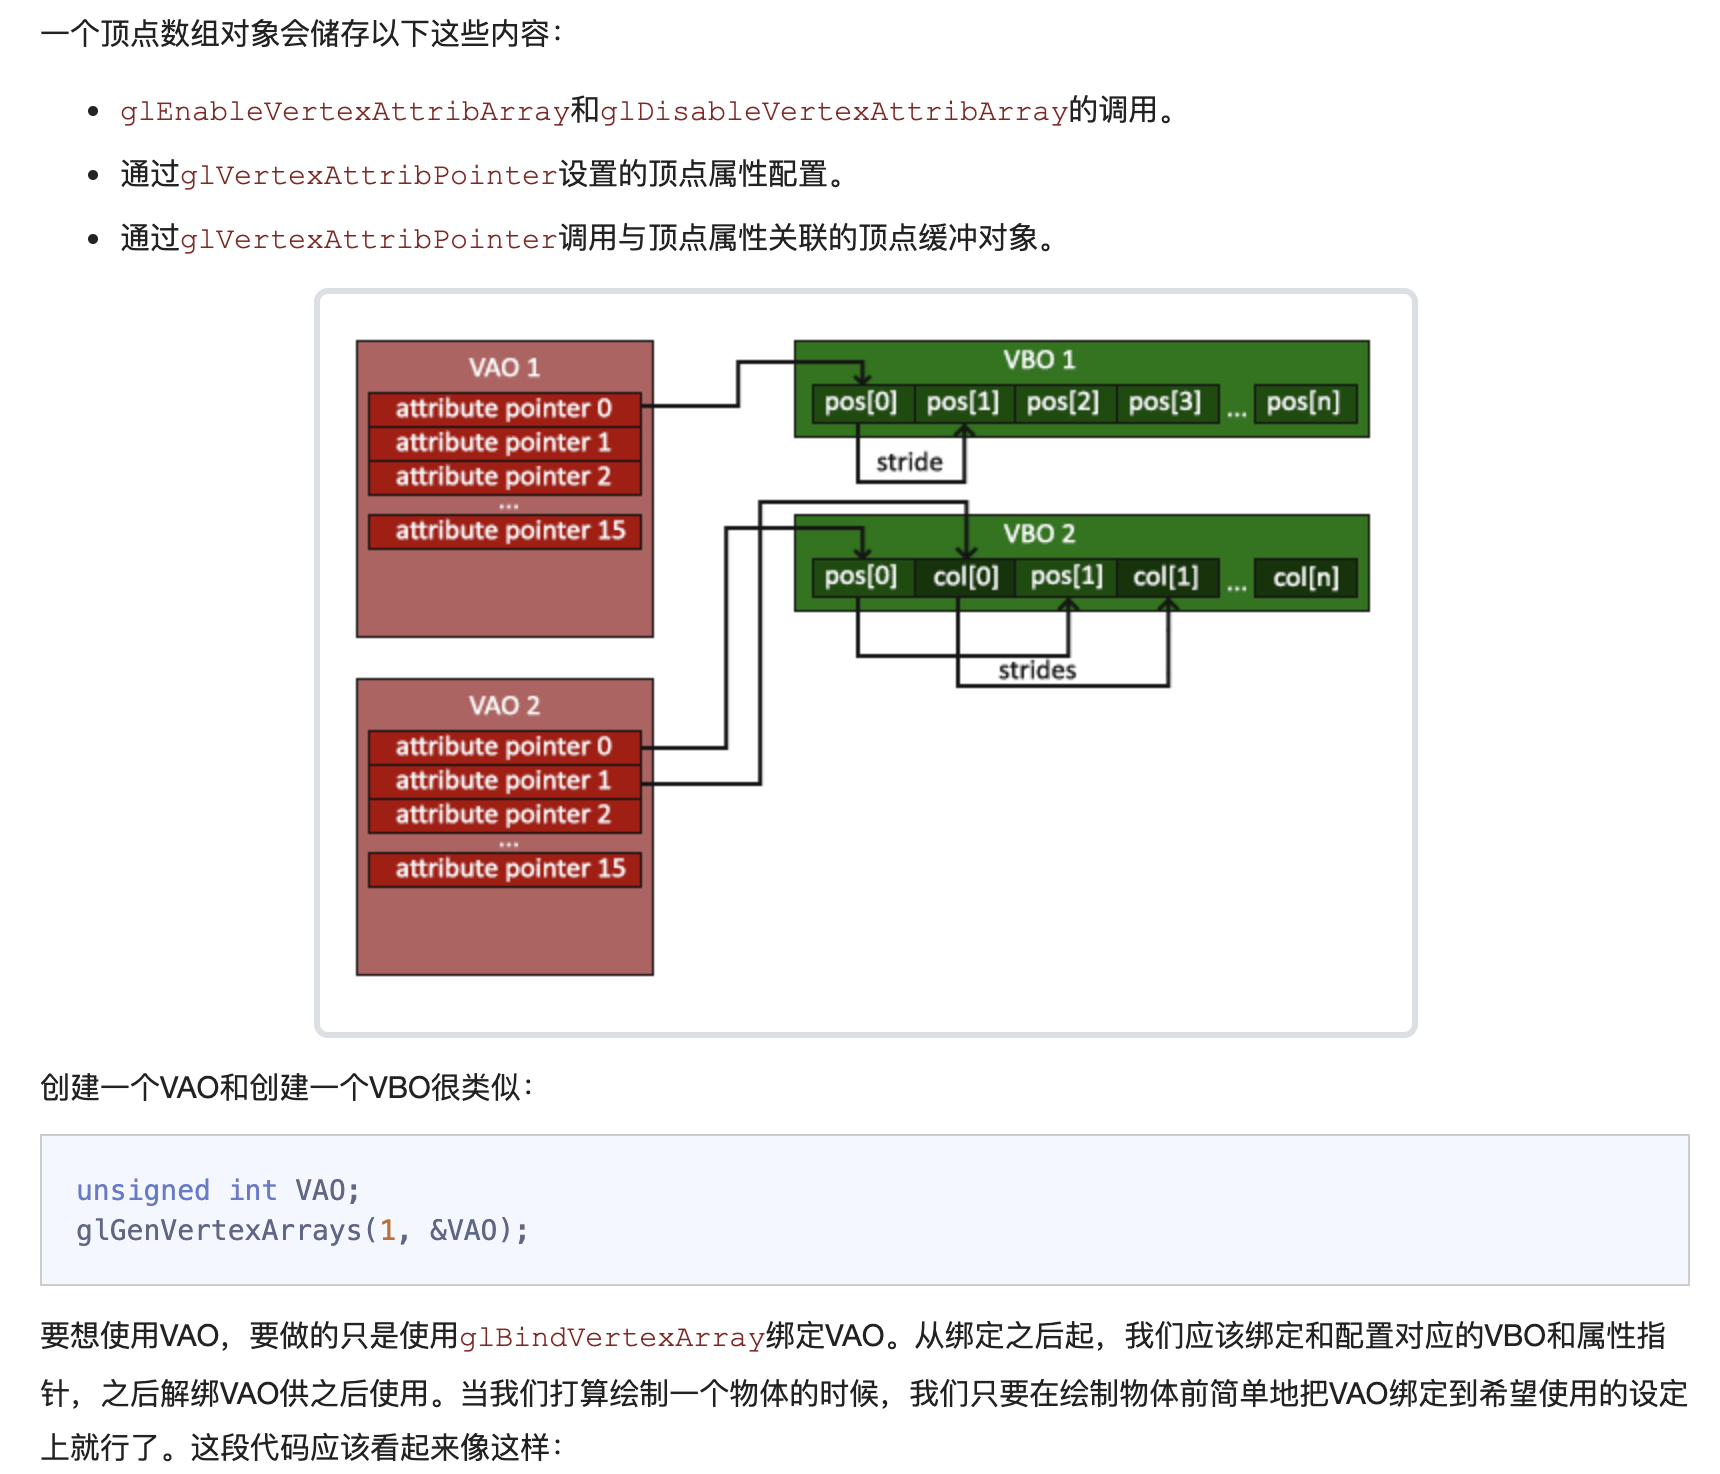 一个顶点数组对象会储存以下这些内容：
glEnableVertexAttribArray和glDisableVertexAttribArray的调用。
通过glVertexAttribPointer设置的顶点属性配置。
通过glVertexAttribPointer调用与顶点属性关联的顶点缓冲对象。
VAO 1
attribute pointer 0
attribute pointer 1
attribute pointer 2
...
attribute pointer 15
VBO 1
pos[0] pos[1] pos[2] pos[3] ... pos[n]
stride
VBO 2
pos[0] col[0] pos[1] col[1] ... col[n]
strides
VAO 2
attribute pointer 0
attribute pointer 1
attribute pointer 2
...
attribute pointer 15
创建一个VAO和创建一个VBO很类似：
unsigned int VAO;
glGenVertexArrays(1, &VAO);
要想使用VAO，要做的只是使用glBindVertexArray绑定VAO。从绑定之后起，我们应该绑定和配置对应的VBO和属性指
针，之后解绑VAO供之后使用。当我们打算绘制一个物体的时候，我们只要在绘制物体前简单地把VAO绑定到希望使用的设定
上就行了。这段代码应该看起来像这样：